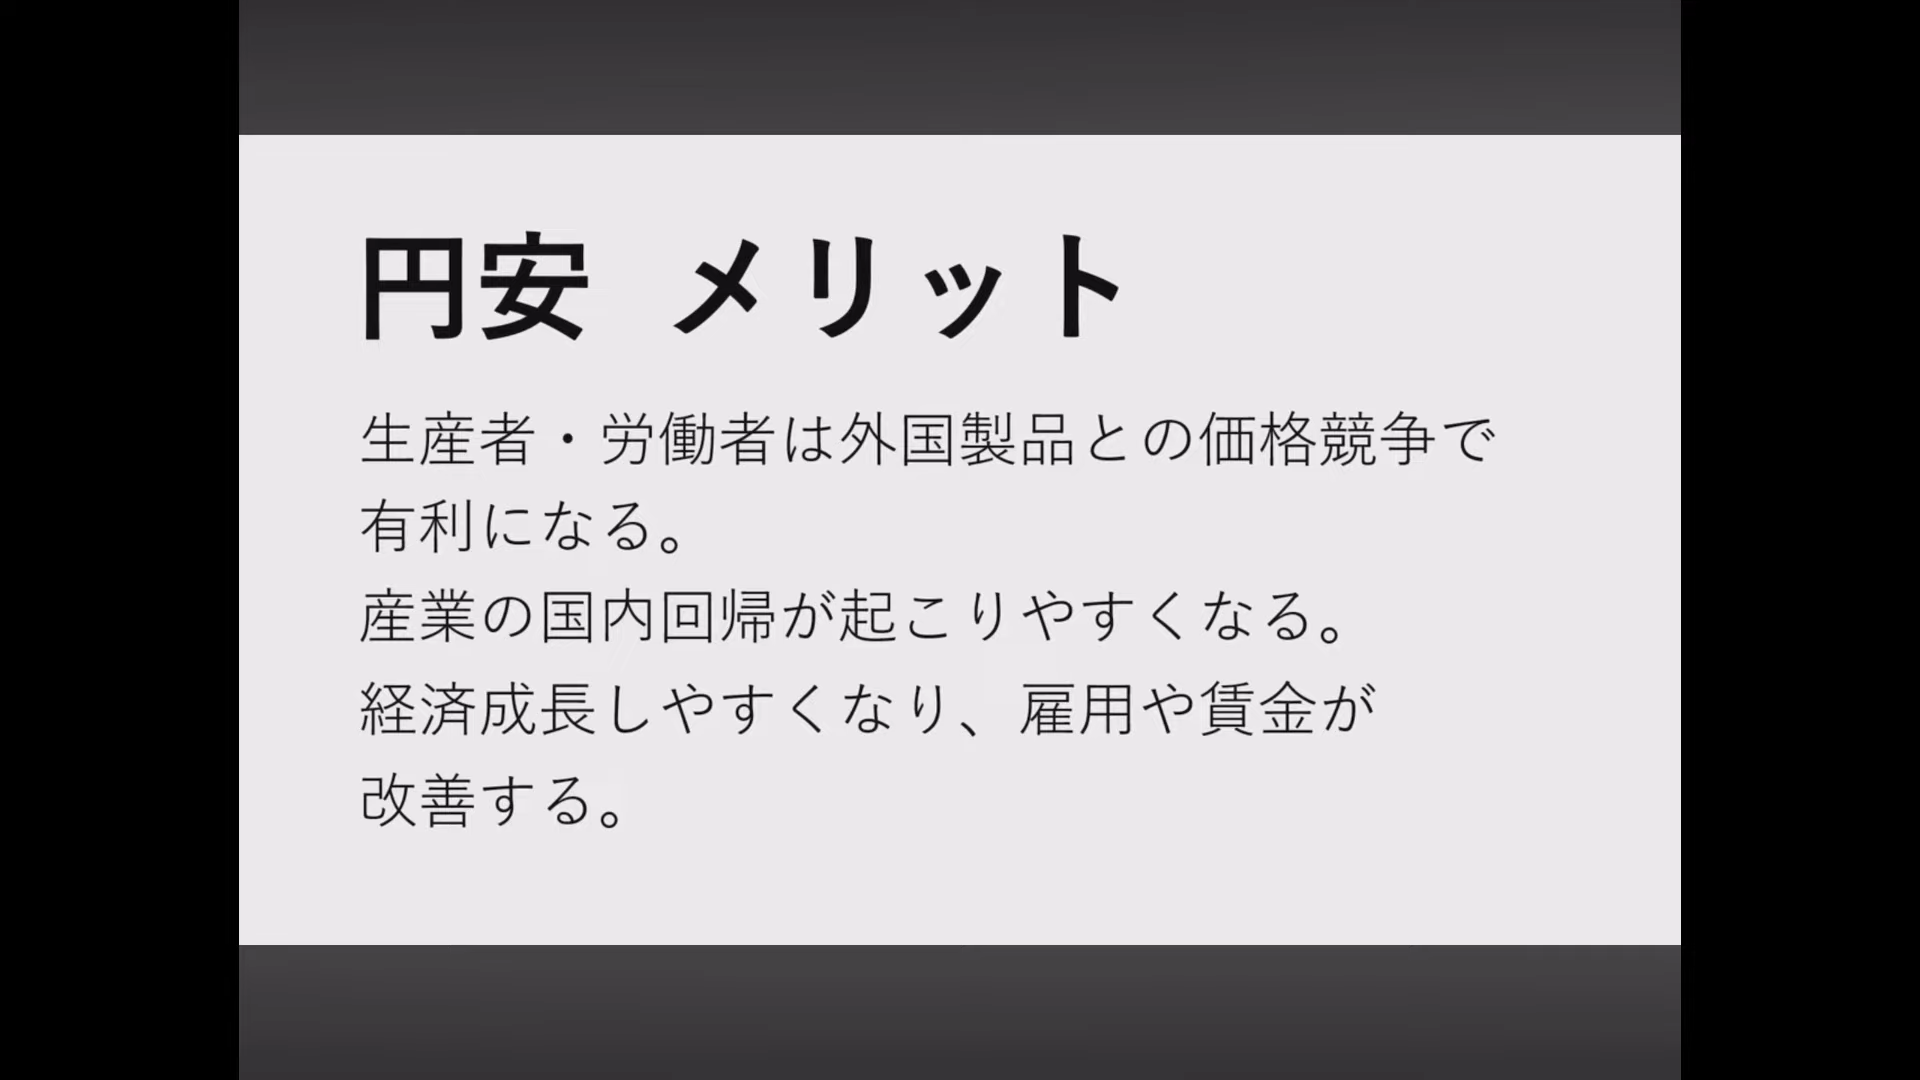 円安 メリット
生産者・労働者は外国製品との価格競争で
有利になる。
産業の国内回帰が起こりやすくなる。
経済成長しやすくなり、雇用や賃金が
改善する。